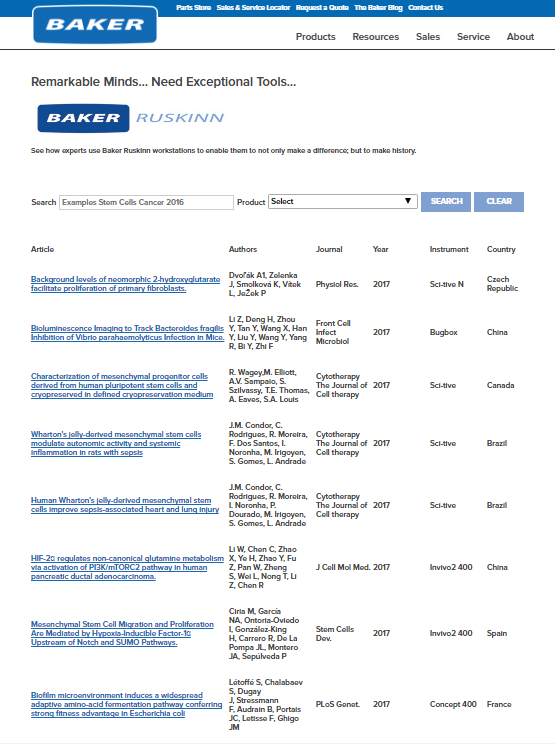 Parts Store Sales & Service Locator Request a Quote The Baker Blog Contact Us
BAKER
Products Resources Sales Service About
Remarkable Minds... Need Exceptional Tools...
BAKER RUSKINN
See how experts use Baker Ruskinn workstations to enable them to not only make a difference; but to make history.
Search Examples Stem Cells Cancer 2016 Product Select SEARCH CLEAR
Article Authors Journal Year Instrument Country
Background levels of neomorphic 2-hydroxyglutarate
facilitate proliferation of primary fibroblasts.
Dvořák A1, Zelenka
J, Smolková K, Vítek
L, JeŽek P
Physiol Res.
2017
Sci-tive N
Czech
Republic
Bioluminescence Imaging to Track Bacteroides fragilis
Inhibition of Vibrio parahaemolyticus Infection in Mice.
Li Z, Deng H, Zhou
Y, Tan Y, Wang X, Han
Y, Liu Y, Wang Y, Yang
R, Bi Y, Zhi F
Front Cell
Infect
Microbiol
2017
Bugbox
China
Characterization of mesenchymal progenitor cells
derived from human pluripotent stem cells and
cryopreserved in defined cryopreservation medium
R. Wagey,M. Elliott,
A.V. Sampaio, S.
Szilvassy, T.E. Thomas,
A. Eaves, S.A. Louis
Cytotherapy
The Journal of
Cell therapy
2017
Sci-tive
Canada
Wharton's jelly-derived mesenchymal stem cells
modulate autonomic activity and systemic
inflammation in rats with sepsis
J.M. Condor, C.
Rodrigues, R. Moreira,
F. Dos Santos, I.
Noronha, M. Irigoyen,
S. Gomes, L. Andrade
Cytotherapy
The Journal of
Cell therapy
2017
Sci-tive
Brazil
Human Wharton's jelly-derived mesenchymal stem
cells improve sepsis-associated heart and lung injury
J.M. Condor, C.
Rodrigues, R. Moreira,
I. Noronha, P.
Dourado, M. Irigoyen,
S. Gomes, L. Andrade
Cytotherapy
The Journal of
Cell therapy
2017
Sci-tive
Brazil
HIF-2α regulates non-canonical glutamine metabolism
via activation of PI3K/mTORC2 pathway in human
pancreatic ductal adenocarcinoma.
Li W, Chen C, Zhao
X, Ye H, Zhao Y, Fu
Z, Pan W, Zheng
S, Wei L, Nong T, Li
Z, Chen R
J Cell Mol Med.
2017
Invivo2 400
China
Mesenchymal Stem Cell Migration and Proliferation
Are Mediated by Hypoxia-Inducible Factor-1α
Upstream of Notch and SUMO Pathways.
Ciria M, García
NA, Ontoria-Oviedo
I, González-King
H, Carrero R, De La
Pompa JL, Montero
JA, Sepúlveda P
Stem Cells
Dev.
2017
Invivo2 400
Spain
Biofilm microenvironment induces a widespread
adaptive amino-acid fermentation pathway conferring
strong fitness advantage in Escherichia coli
Létoffé S, Chalabaev
S, Dugay
J, Stressmann
F, Audrain B, Portais
JC, Letisse F, Ghigo
JM
PLoS Genet.
2017
Concept 400
France